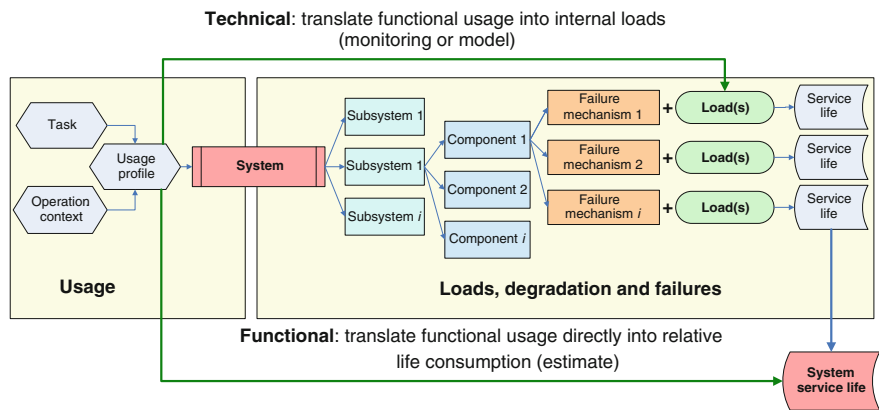 Technical: translate functional usage into internal loads
(monitoring or model)
Task
Usage
profile
Operation
context
Usage
System
Subsystem 1
Subsystem 1
Subsystem i
Component 1
Component 2
Component i
Failure
mechanism 1
+
Load(s)
Service
life
Failure
mechanism 2
+
Load(s)
Service
life
Failure
mechanism i
+
Load(s)
Service
life
Loads, degradation and failures
Functional: translate functional usage directly into relative
life consumption (estimate)
System
service life